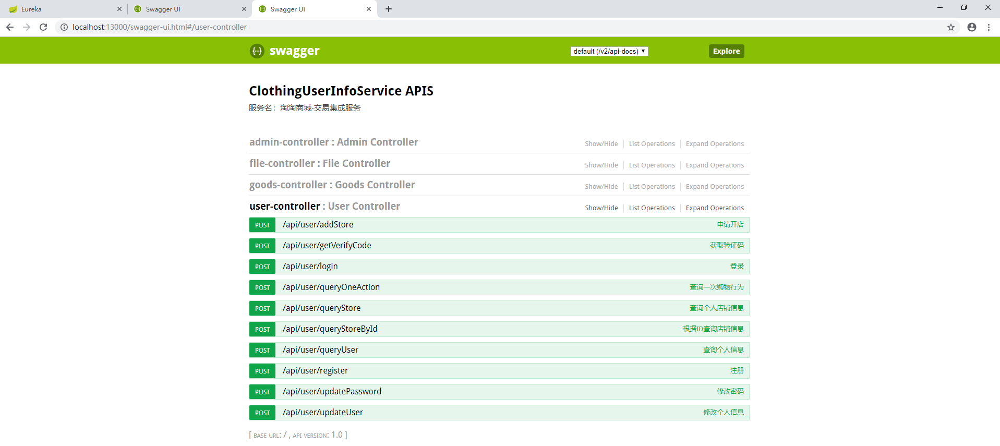 Eureka
Swagger UI
Swagger UI
localhost:13000/swagger-ui.html#/user-controller
{··} swagger
default (/v2/api-docs)
Explore
ClothingUserInfoService APIS
服务名：淘淘商城-交易集成服务
admin-controller : Admin Controller Show/Hide List Operations Expand Operations
file-controller : File Controller Show/Hide List Operations Expand Operations
goods-controller : Goods Controller Show/Hide List Operations Expand Operations
user-controller : User Controller Show/Hide List Operations Expand Operations
POST /api/user/addStore 申请开店
POST /api/user/getVerifyCode 获取验证码
POST /api/user/login 登录
POST /api/user/queryOneAction 查询一次购物行为
POST /api/user/queryStore 查询个人店铺信息
POST /api/user/queryStoreById 根据ID查询店铺信息
POST /api/user/queryUser 查询个人信息
POST /api/user/register 注册
POST /api/user/updatePassword 修改密码
POST /api/user/updateUser 修改个人信息
[ BASE URL: / , API VERSION: 1.0 ]